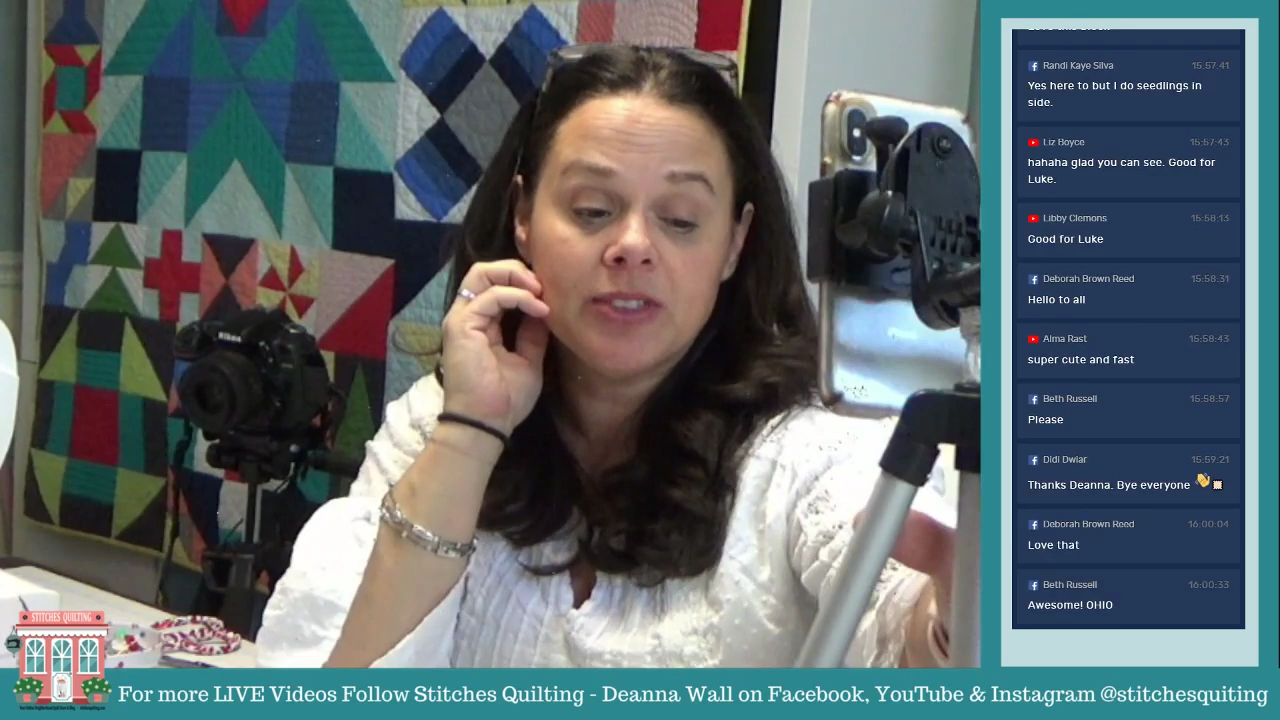 Randi Kaye Silva 15:57:41
Yes here to but I do seedlings in
side.
Liz Boyce 15:57:43
hahaha glad you can see. Good for
Luke.
Libby Clemons 15:58:13
Good for Luke
Deborah Brown Reed 15:58:31
Hello to all
Alma Rast 15:58:43
super cute and fast
Beth Russell 15:58:57
Please
Didi Dwiar 15:59:21
Thanks Deanna. Bye everyone 👋
Deborah Brown Reed 16:00:04
Love that
Beth Russell 16:00:33
Awesome! OHIO
Nikon
STITCHES QUILTING
For more LIVE Videos Follow Stitches Quilting - Deanna Wall on Facebook, YouTube & Instagram @stitchesquiting